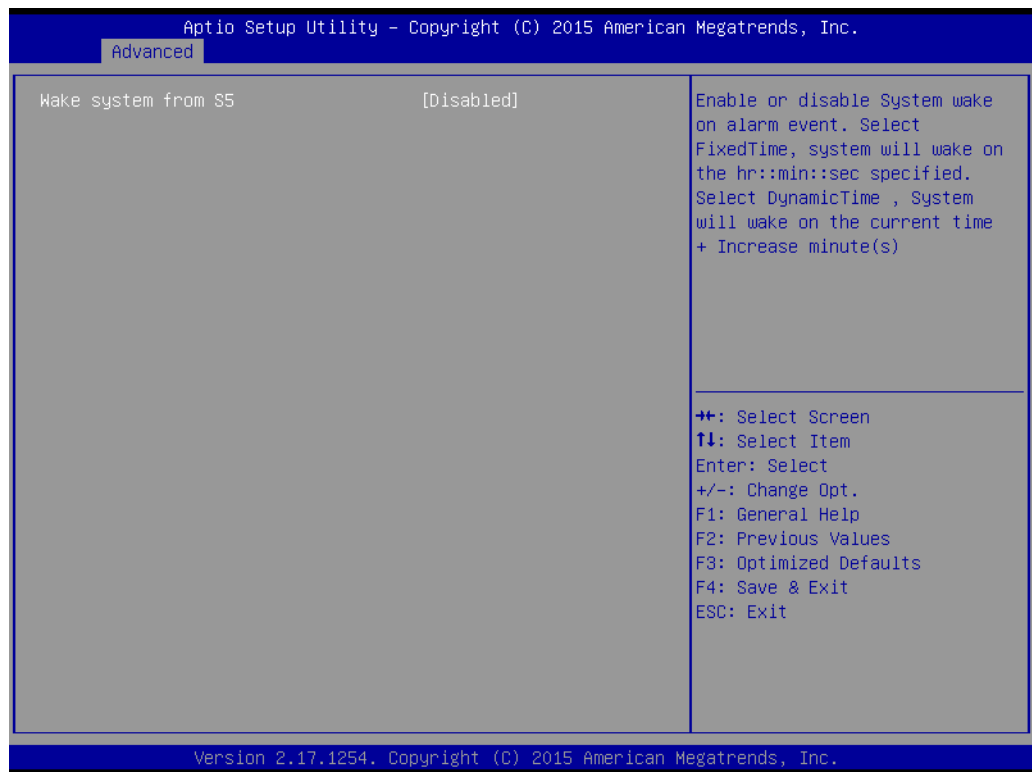 Aptio Setup Utility – Copyright (C) 2015 American Megatrends, Inc.
Advanced
Wake system from S5 [Disabled]
Enable or disable System wake
on alarm event. Select
FixedTime, system will wake on
the hr::min::sec specified.
Select DynamicTime , System
will wake on the current time
+ Increase minute(s)
→←: Select Screen
↑↓: Select Item
Enter: Select
+/-: Change Opt.
F1: General Help
F2: Previous Values
F3: Optimized Defaults
F4: Save & Exit
ESC: Exit
Version 2.17.1254. Copyright (C) 2015 American Megatrends, Inc.